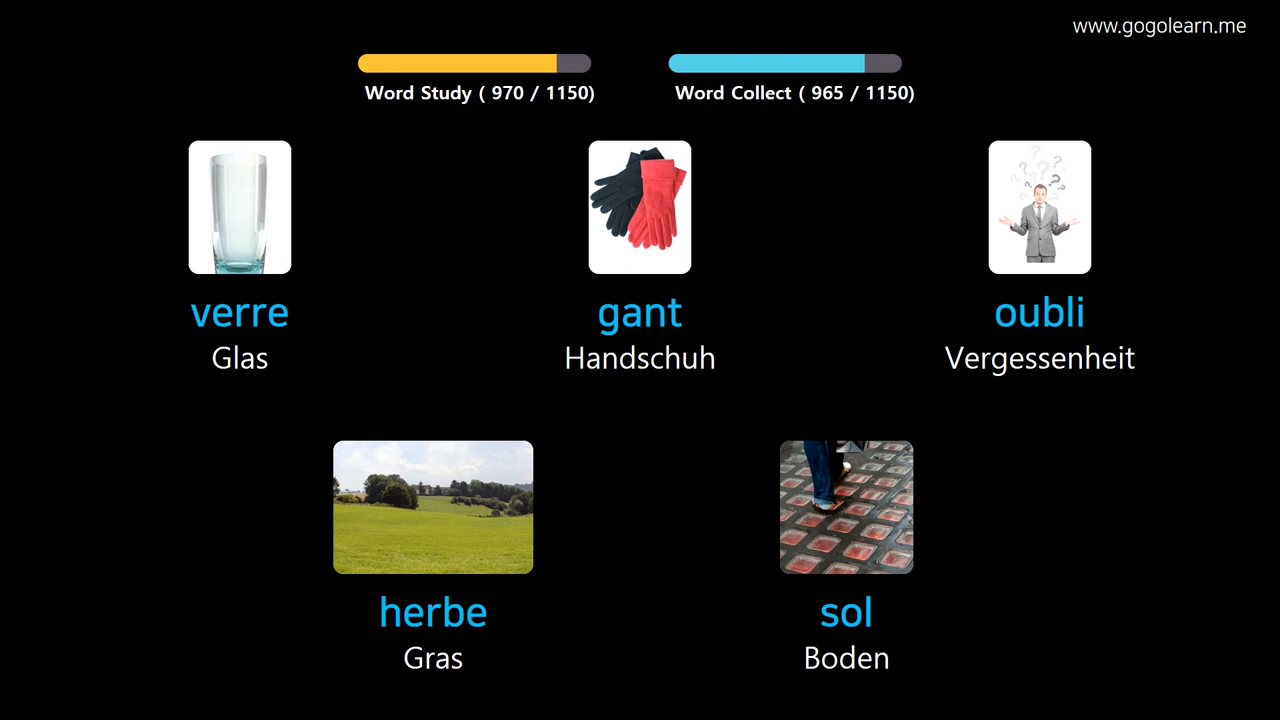 www.gogolearn.me
Word Study ( 970 / 1150)
Word Collect ( 965 / 1150)
verre
Glas
gant
Handschuh
oubli
Vergessenheit
herbe
Gras
sol
Boden